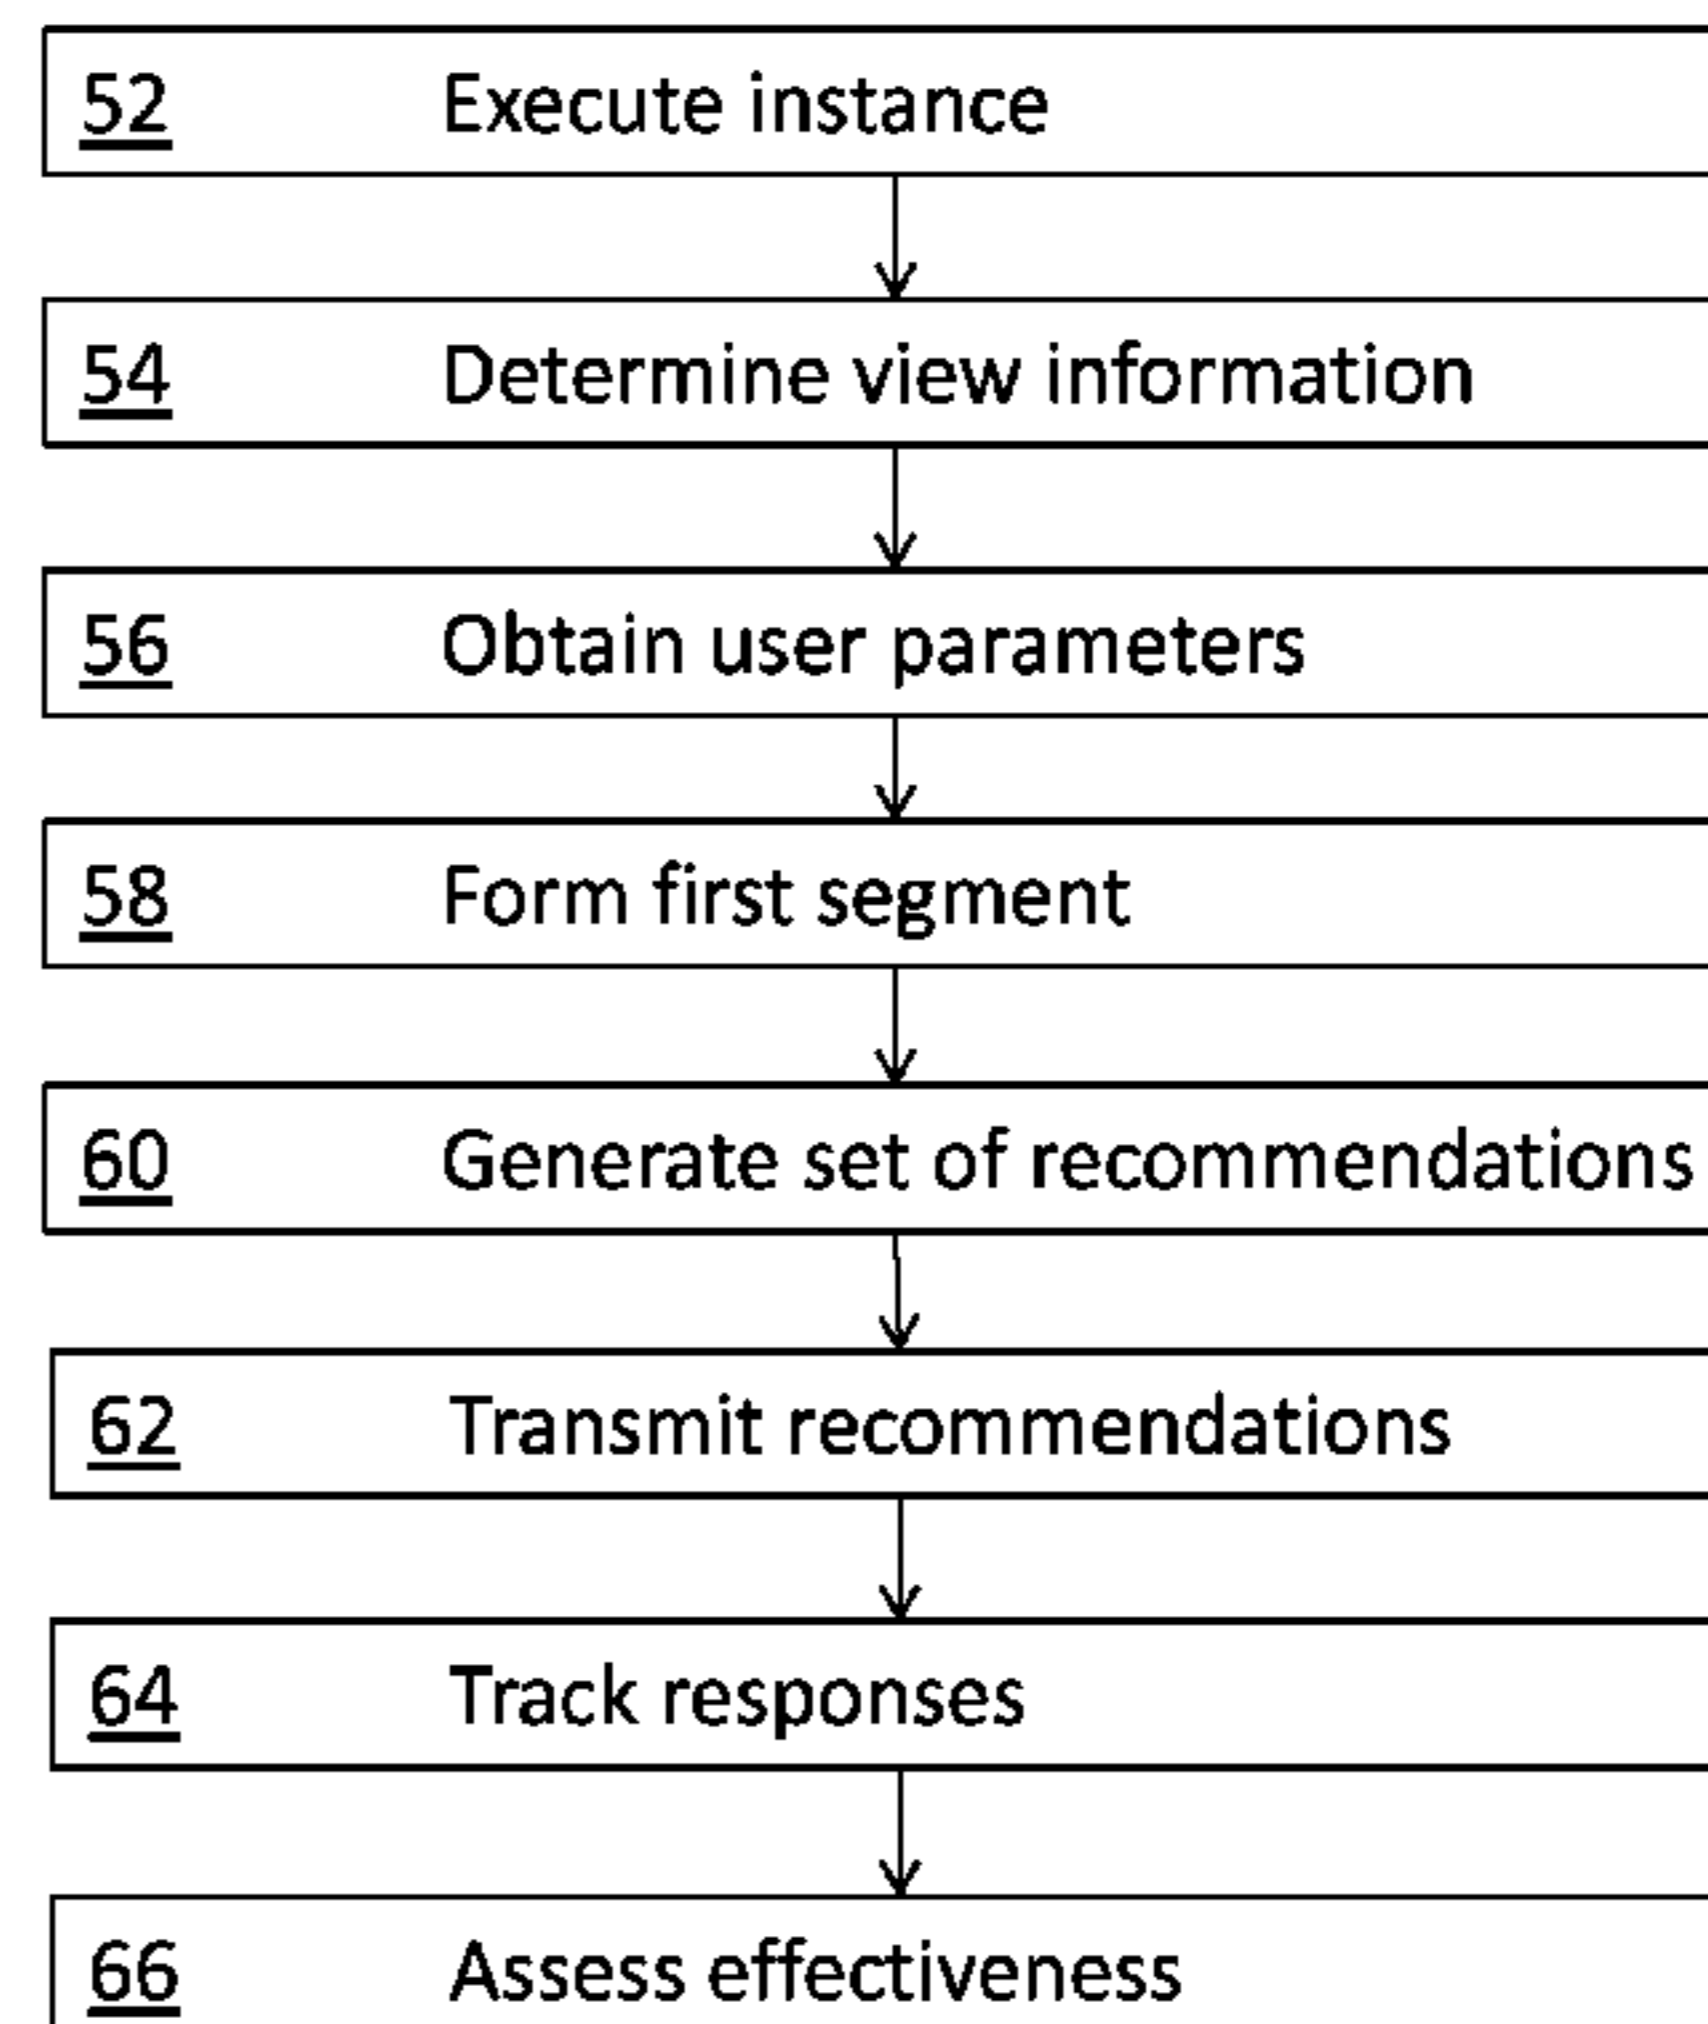 52 Execute instance
54 Determine view information
56 Obtain user parameters
58 Form first segment
60 Generate set of recommendations
62 Transmit recommendations
64 Track responses
66 Assess effectiveness